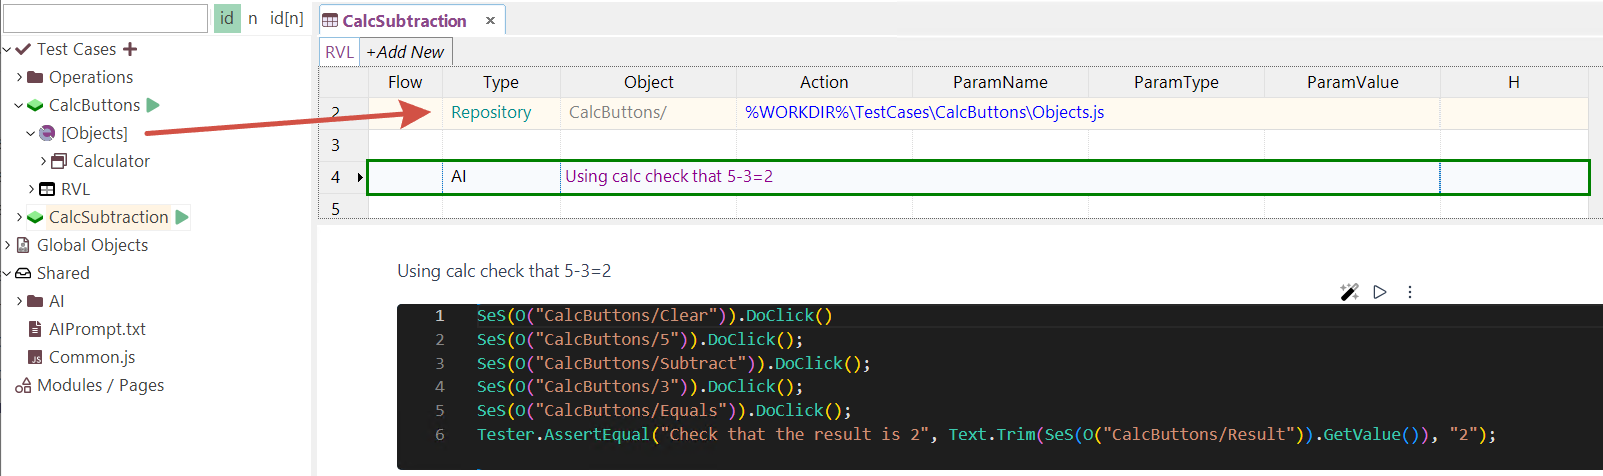 id n id[n]
Test Cases
Operations
CalcButtons
[Objects]
Calculator
RVL
CalcSubtraction
Global Objects
Shared
AI
AIPrompt.txt
JS Common.js
Modules / Pages
CalcSubtraction ×
RVL +Add New
Flow Type Object Action ParamName ParamType ParamValue H
2 Repository CalcButtons/ %WORKDIR%\TestCases\CalcButtons\Objects.js
3
4 AI Using calc check that 5-3=2
5
Using calc check that 5-3=2
1 SeS(O("CalcButtons/Clear")).DoClick()
2 SeS(O("CalcButtons/5")).DoClick();
3 SeS(O("CalcButtons/Subtract")).DoClick();
4 SeS(O("CalcButtons/3")).DoClick();
5 SeS(O("CalcButtons/Equals")).DoClick();
6 Tester.AssertEqual("Check that the result is 2", Text.Trim(SeS(O("CalcButtons/Result")).GetValue()), "2");